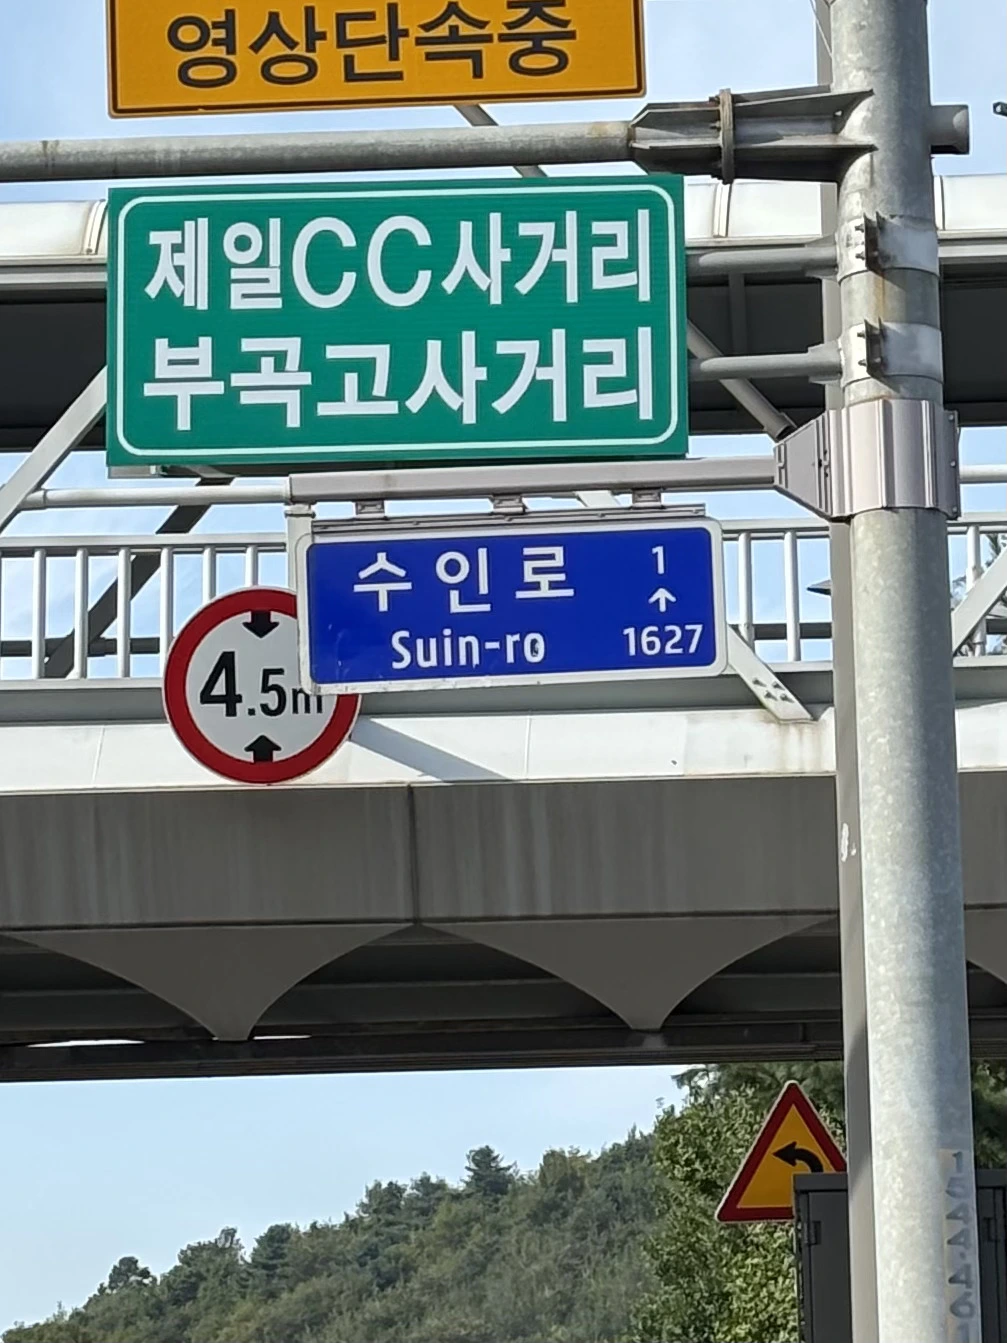 영상단속중
제일CC사거리
부곡고사거리
수인로
Suin-ro
1
↑
1627
4.5m